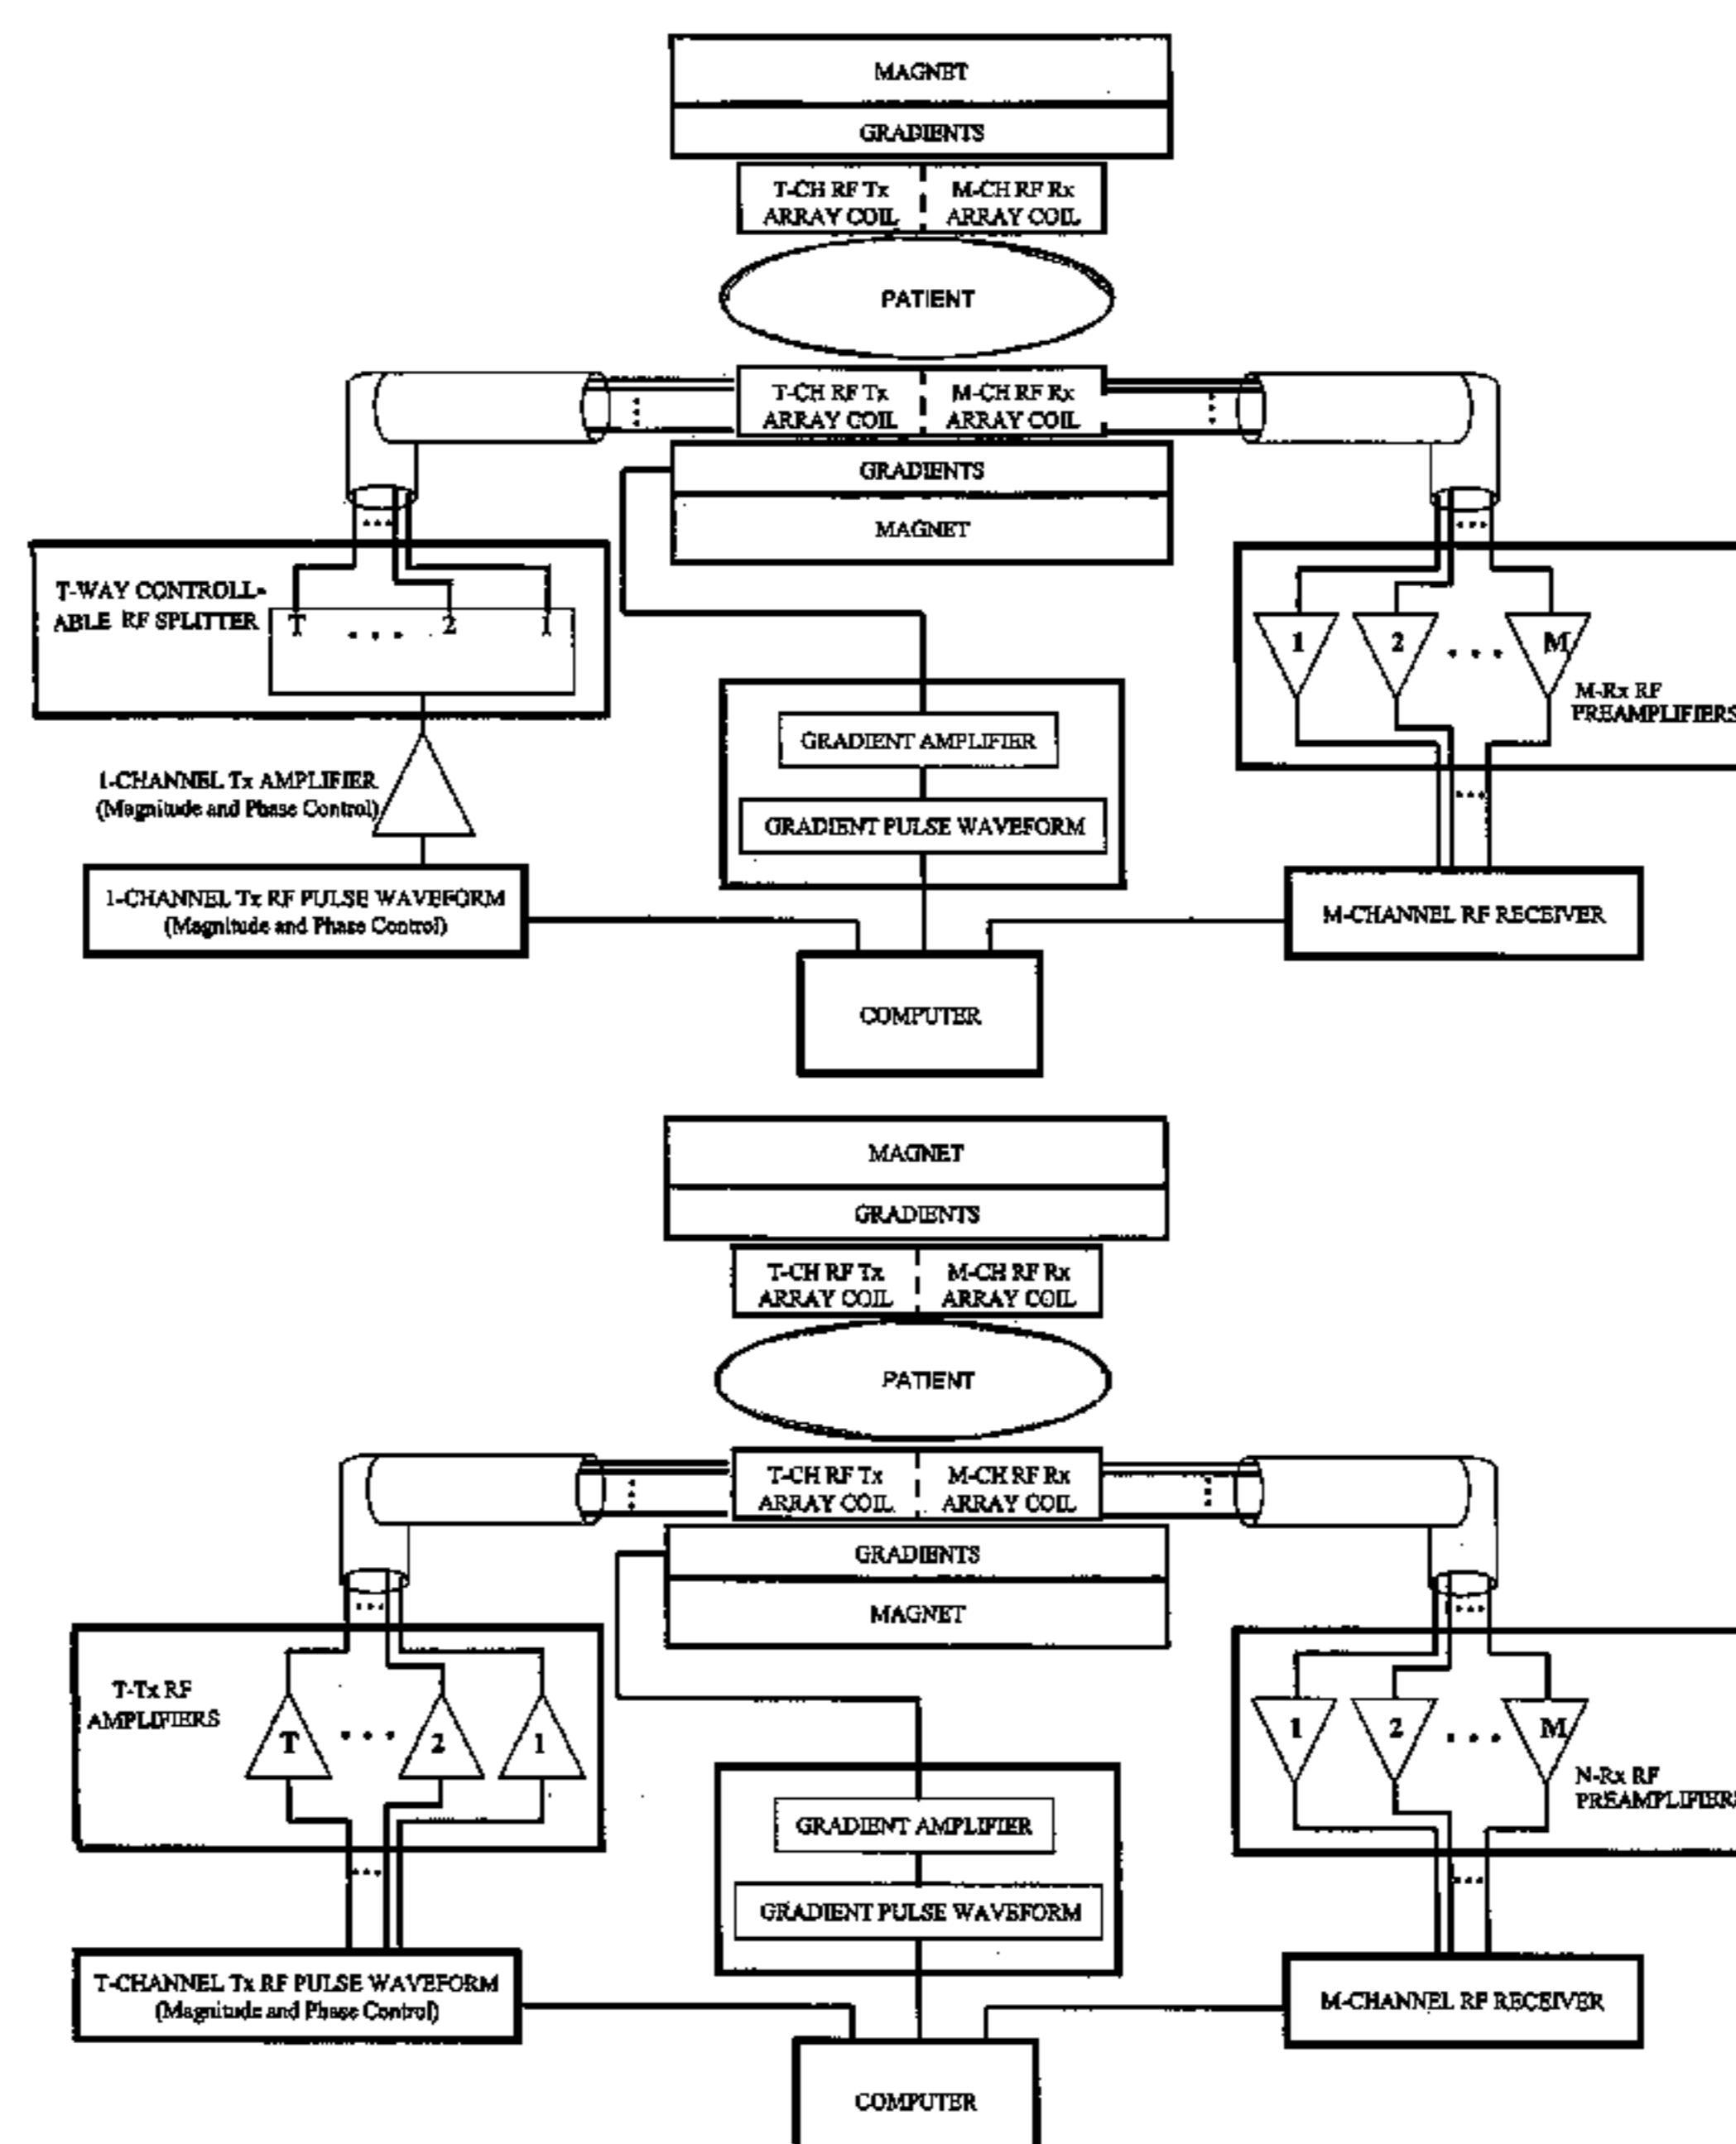 MAGNET
GRADIENTS
T-CH RF Tx
ARRAY COIL
M-CH RF Rx
ARRAY COIL
PATIENT
T-CH RF Tx
ARRAY COIL
M-CH RF Rx
ARRAY COIL
GRADIENTS
MAGNET
T-WAY CONTROLL-
ABLE RF SPLITTER
T ... 2 1
1 2 ... M
M-Rx RF
PREAMPLIFIERS
1-CHANNEL Tx AMPLIFIER
(Magnitude and Phase Control)
GRADIENT AMPLIFIER
GRADIENT PULSE WAVEFORM
1-CHANNEL Tx RF PULSE WAVEFORM
(Magnitude and Phase Control)
M-CHANNEL RF RECEIVER
COMPUTER
MAGNET
GRADIENTS
T-CH RF Tx
ARRAY COIL
M-CH RF Rx
ARRAY COIL
PATIENT
T-CH RF Tx
ARRAY COIL
M-CH RF Rx
ARRAY COIL
GRADIENTS
MAGNET
T-Tx RF
AMPLIFIERS
T ... 2 1
1 2 ... M
N-Rx RF
PREAMPLIFIERS
GRADIENT AMPLIFIER
GRADIENT PULSE WAVEFORM
T-CHANNEL Tx RF PULSE WAVEFORM
(Magnitude and Phase Control)
M-CHANNEL RF RECEIVER
COMPUTER